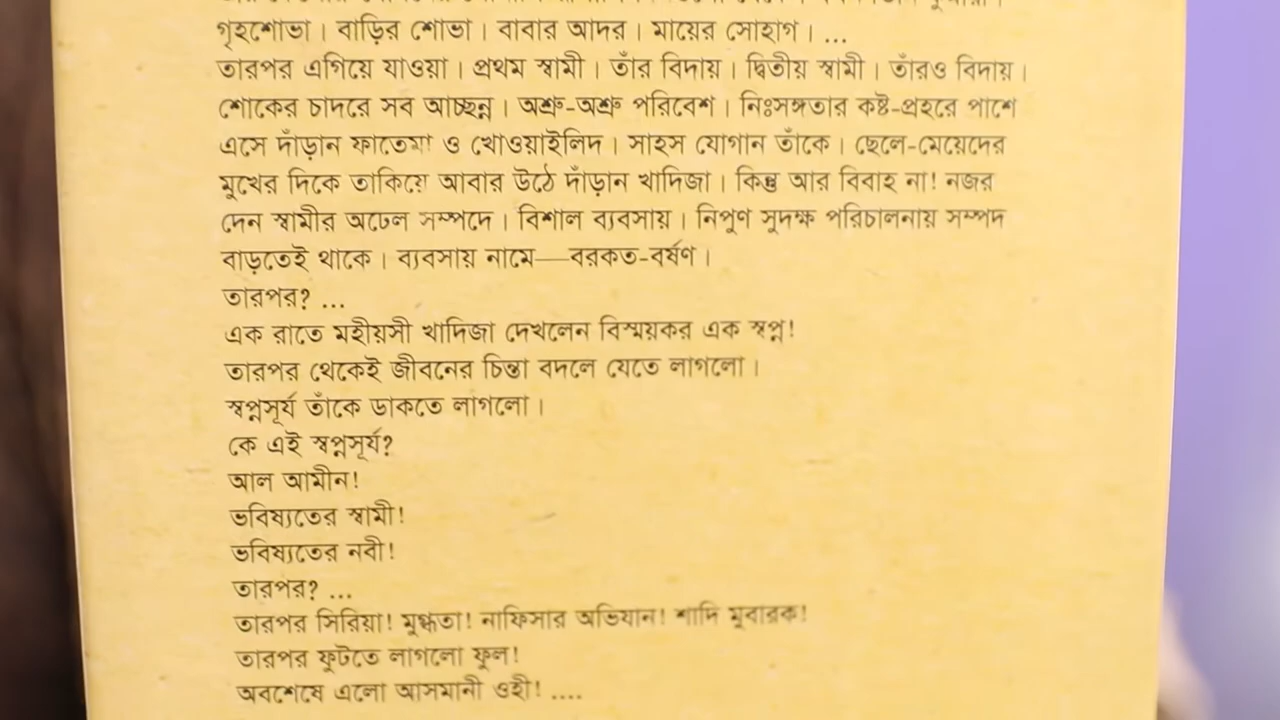 গৃহশোভা। বাড়ির শোভা। বাবার আদর। মায়ের সোহাগ। ...
তারপর এগিয়ে যাওয়া। প্রথম স্বামী। তাঁর বিদায়। দ্বিতীয় স্বামী। তাঁরও বিদায়।
শোকের চাদরে সব আচ্ছন্ন। অশ্রু-অশ্রু পরিবেশ। নিঃসঙ্গতার কষ্ট-প্রহরে পাশে
এসে দাঁড়ান ফাতেমা ও খোওয়াইলিদ। সাহস যোগান তাঁকে। ছেলে-মেয়েদের
মুখের দিকে তাকিয়ে আবার উঠে দাঁড়ান খাদিজা। কিন্তু আর বিবাহ না! নজর
দেন স্বামীর অঢেল সম্পদে। বিশাল ব্যবসায়। নিপুণ সুদক্ষ পরিচালনায় সম্পদ
বাড়তেই থাকে। ব্যবসায় নামে—বরকত-বর্ষণ।
তারপর? ...
এক রাতে মহীয়সী খাদিজা দেখলেন বিস্ময়কর এক স্বপ্ন!
তারপর থেকেই জীবনের চিন্তা বদলে যেতে লাগলো।
স্বপ্নসূর্য তাঁকে ডাকতে লাগলো।
কে এই স্বপ্নসূর্য?
আল আমীন!
ভবিষ্যতের স্বামী!
ভবিষ্যতের নবী!
তারপর? ...
তারপর সিরিয়া! মুগ্ধতা! নাফিসার অভিযান! শাদি মুবারক!
তারপর ফুটতে লাগলো ফুল!
অবশেষে এলো আসমানী ওহী! ....